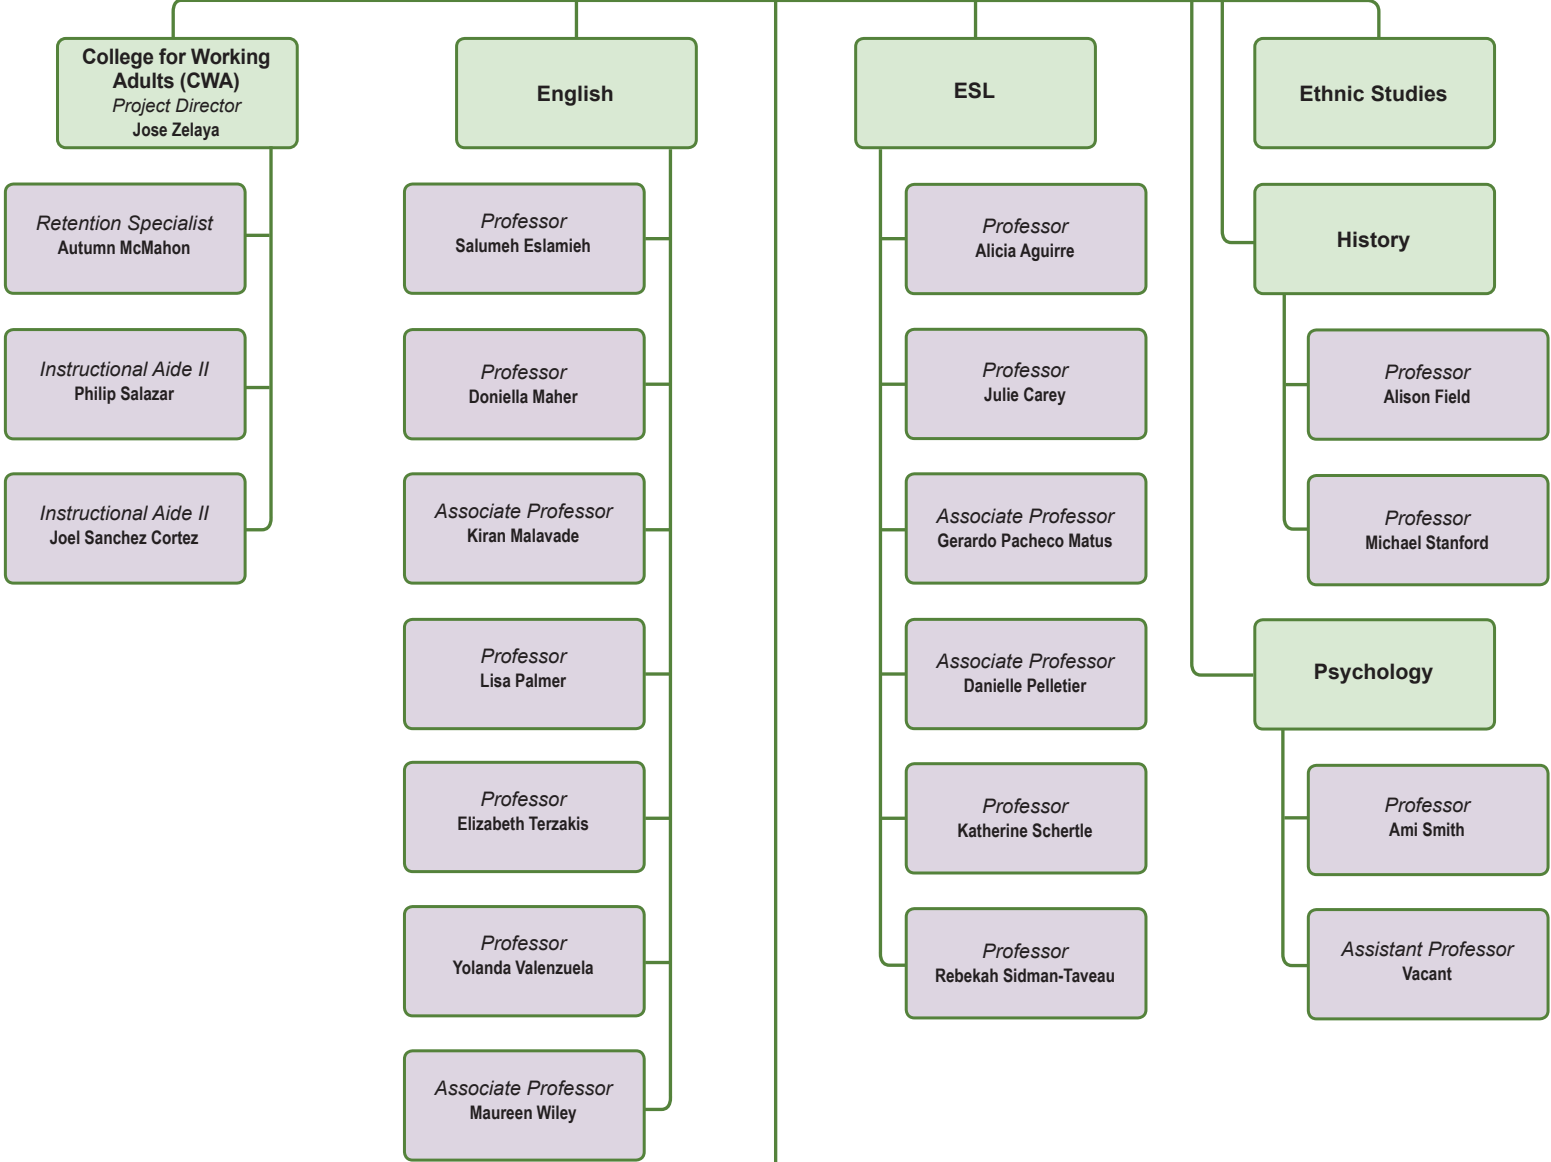 College for Working
Adults (CWA)
Project Director
Jose Zelaya
Retention Specialist
Autumn McMahon
Instructional Aide II
Philip Salazar
Instructional Aide II
Joel Sanchez Cortez
English
Professor
Salumeh Eslamieh
Professor
Doniella Maher
Associate Professor
Kiran Malavade
Professor
Lisa Palmer
Professor
Elizabeth Terzakis
Professor
Yolanda Valenzuela
Associate Professor
Maureen Wiley
ESL
Professor
Alicia Aguirre
Professor
Julie Carey
Associate Professor
Gerardo Pacheco Matus
Associate Professor
Danielle Pelletier
Professor
Katherine Schertle
Professor
Rebekah Sidman-Taveau
Ethnic Studies
History
Professor
Alison Field
Professor
Michael Stanford
Psychology
Professor
Ami Smith
Assistant Professor
Vacant